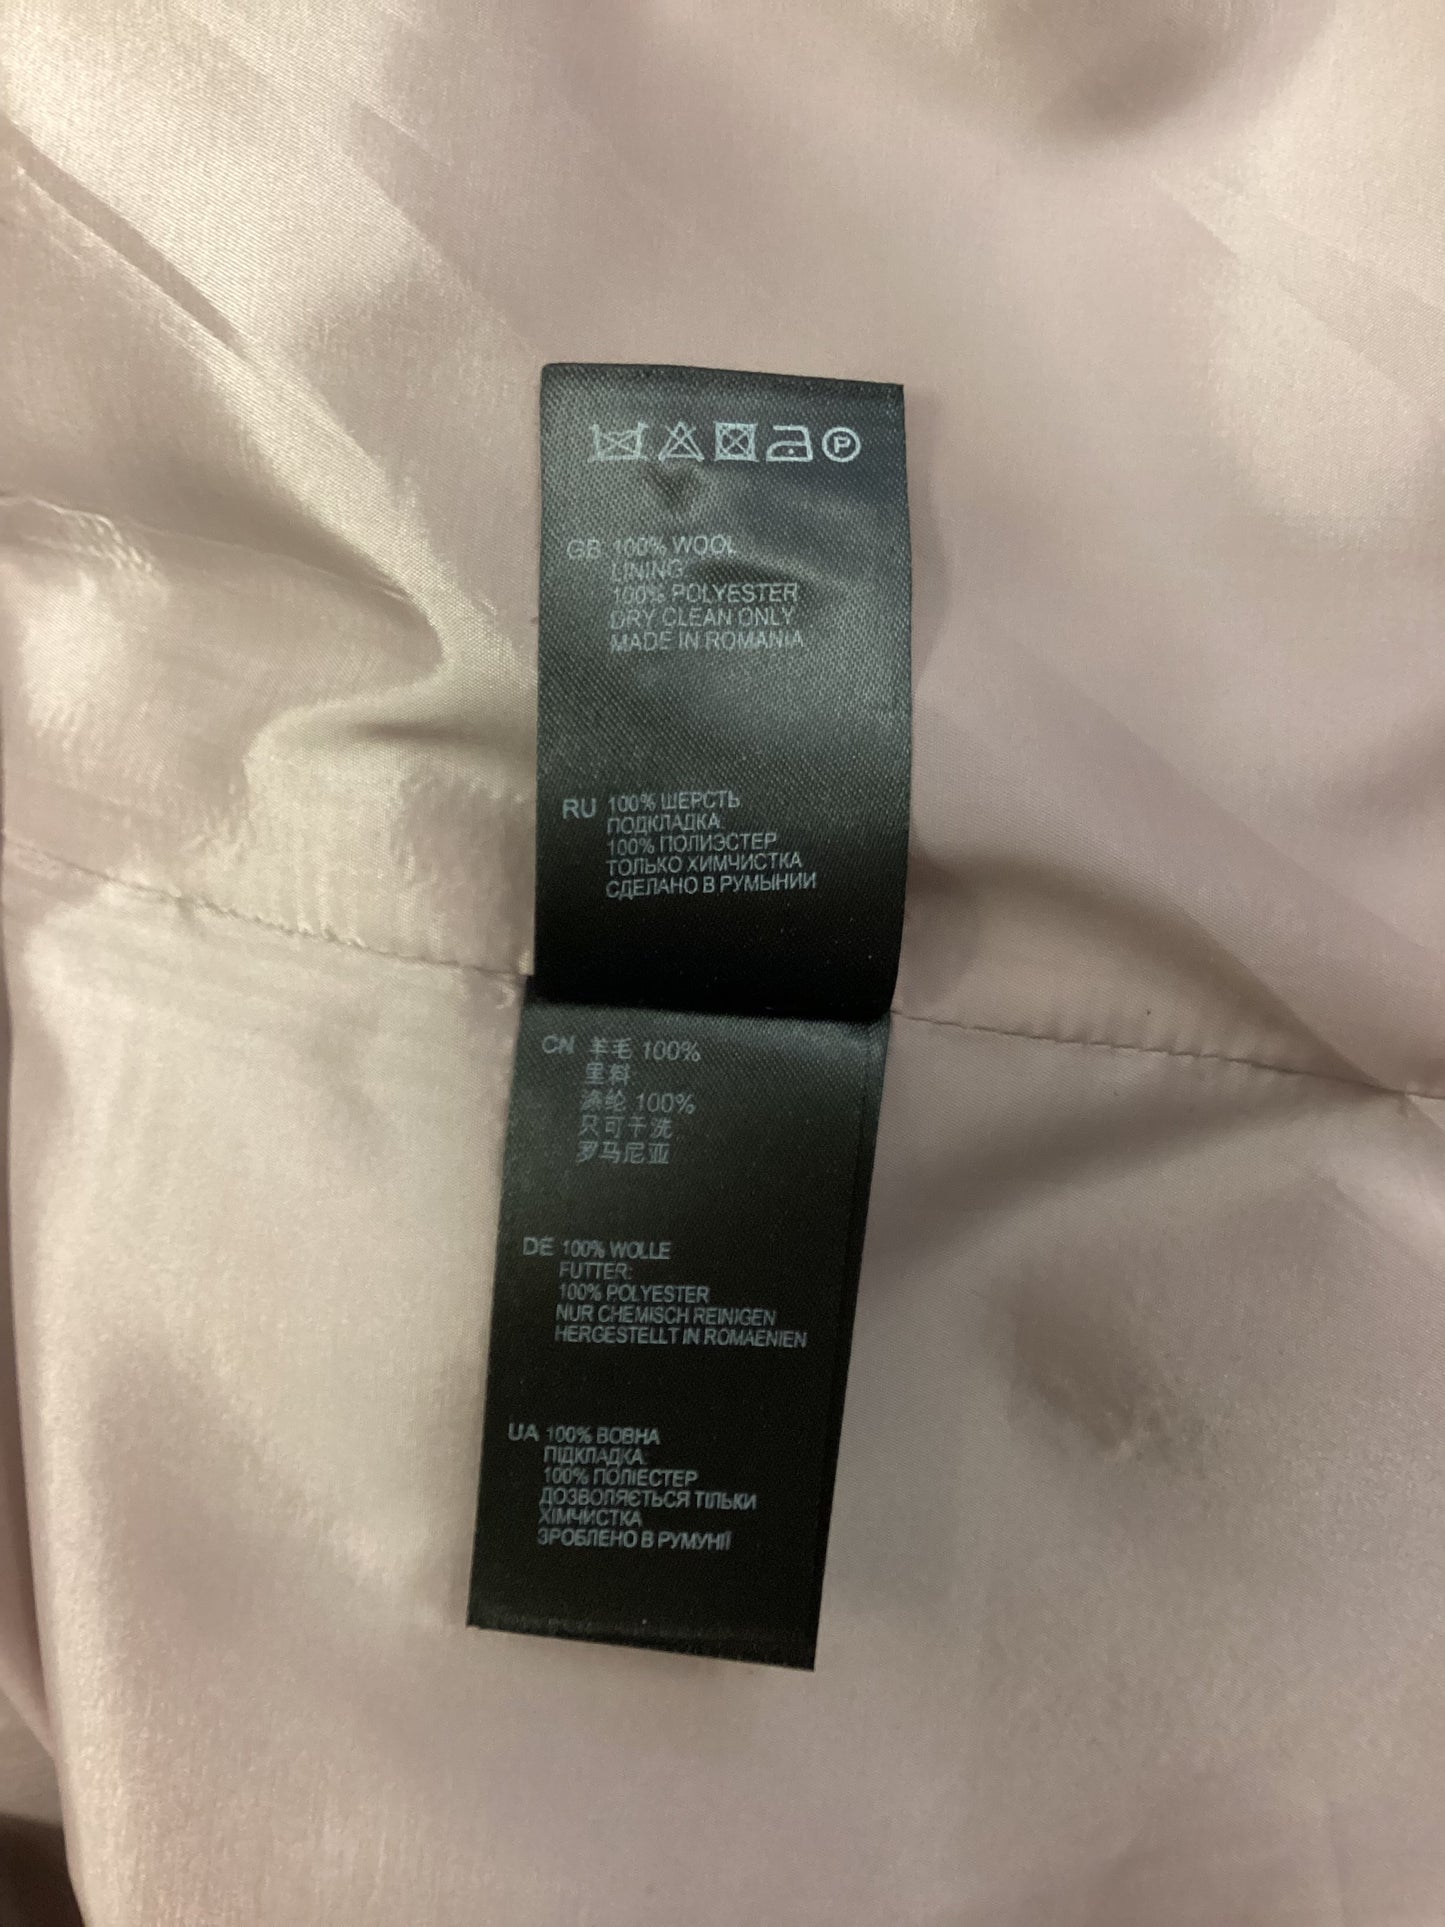 P
GB 100% WOOL
LINING:
100% POLYESTER
DRY CLEAN ONLY
MADE IN ROMANIA
RU 100% ШЕРСТЬ
ПОДКЛАДКА:
100% ПОЛИЭСТЕР
ТОЛЬКО ХИМЧИСТКА
СДЕЛАНО В РУМЫНИИ
CN 羊毛 100%
里料:
涤纶 100%
只可干洗
罗马尼亚
DE 100% WOLLE
FUTTER:
100% POLYESTER
NUR CHEMISCH REINIGEN
HERGESTELLT IN ROMAENIEN
UA 100% ВОВНА
ПІДКЛАДКА:
100% ПОЛІЕСТЕР
ДОЗВОЛЯЄТЬСЯ ТІЛЬКИ
ХІМЧИСТКА
ЗРОБЛЕНО В РУМУНІЇ